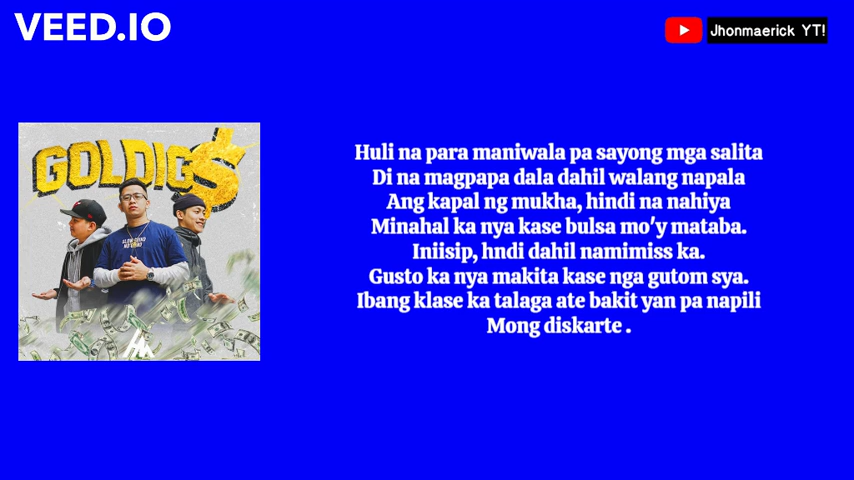 VEED.IO
Jhonmaerick YT!
GOLDIG$
Huli na para maniwala pa sayong mga salita
Di na magpapa dala dahil walang napala
Ang kapal ng mukha, hindi na nahiya
Minahal ka nya kase bulsa mo'y mataba.
Iniisip, hndi dahil namimiss ka.
Gusto ka nya makita kase nga gutom sya.
Ibang klase ka talaga ate bakit yan pa napili
Mong diskarte .